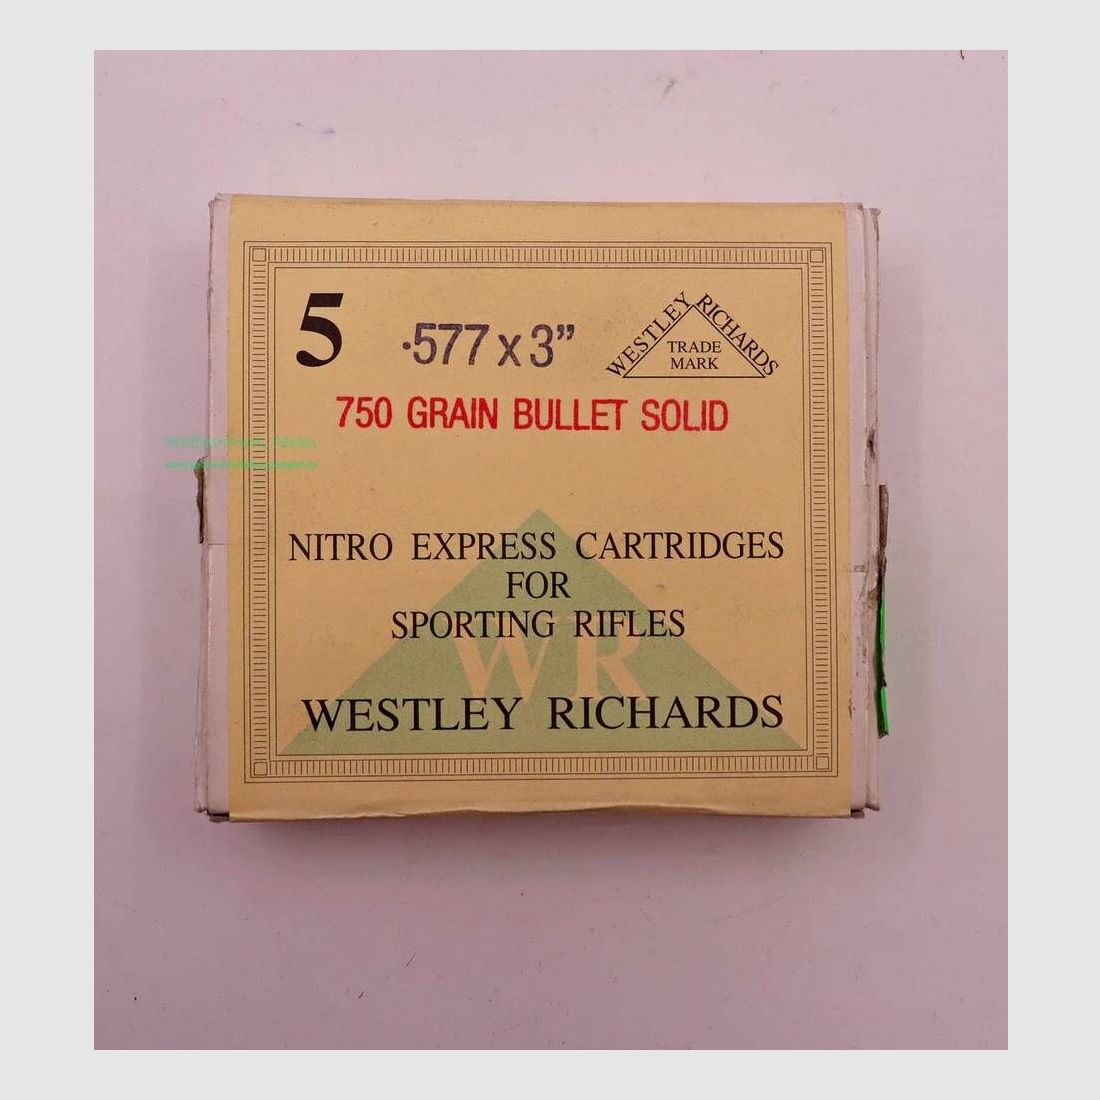 5 .577 x 3”
WESTLEY RICHARDS
TRADE
MARK
750 GRAIN BULLET SOLID
NITRO EXPRESS CARTRIDGES
FOR
SPORTING RIFLES
WR
WESTLEY RICHARDS